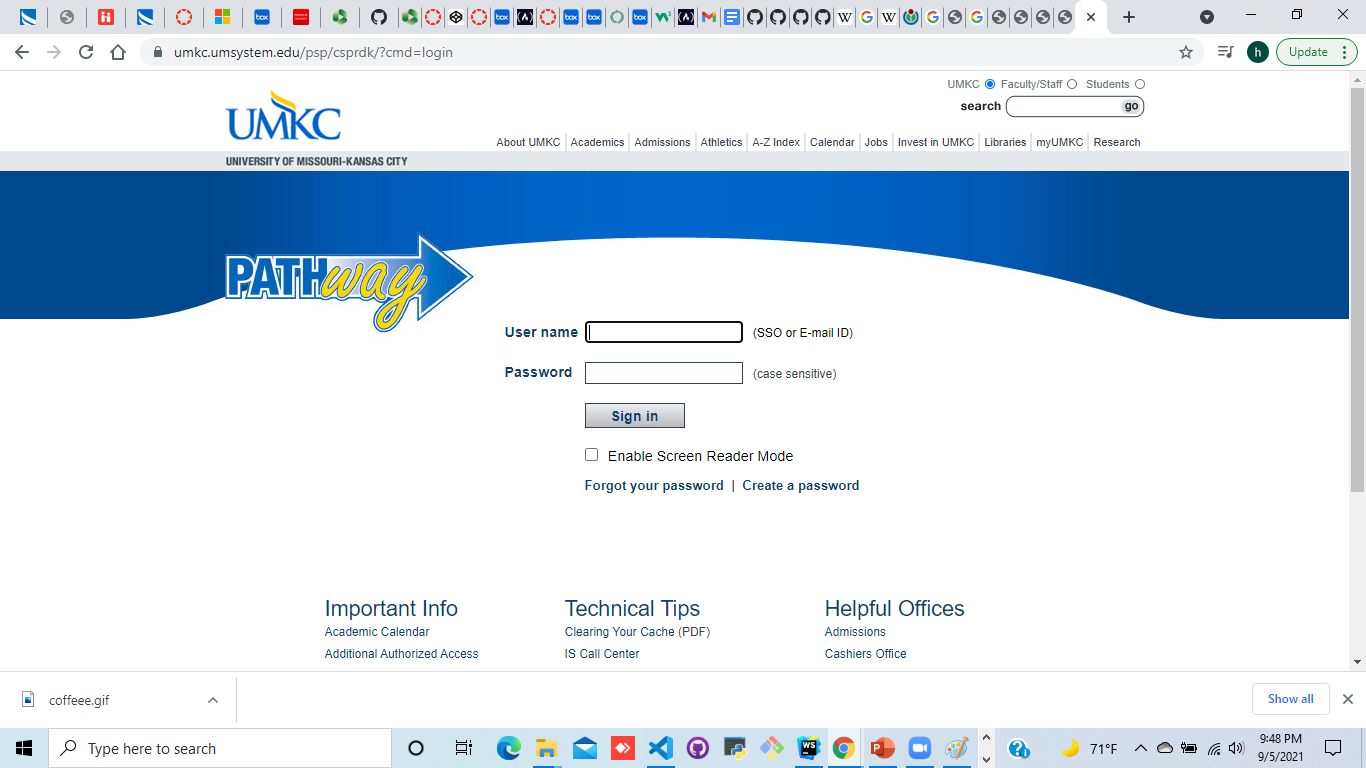 umkc.umsystem.edu/psp/csprdk/?cmd=login
h
Update
UMKC Faculty/Staff Students
search go
UMKC
About UMKC Academics Admissions Athletics A-Z Index Calendar Jobs Invest in UMKC Libraries myUMKC Research
UNIVERSITY OF MISSOURI-KANSAS CITY
PATHway
User name (SSO or E-mail ID)
Password (case sensitive)
Sign in
Enable Screen Reader Mode
Forgot your password | Create a password
Important Info Technical Tips Helpful Offices
Academic Calendar Clearing Your Cache (PDF) Admissions
Additional Authorized Access IS Call Center Cashiers Office
coffeee.gif Show all
Type here to search 71°F 9:48 PM
9/5/2021